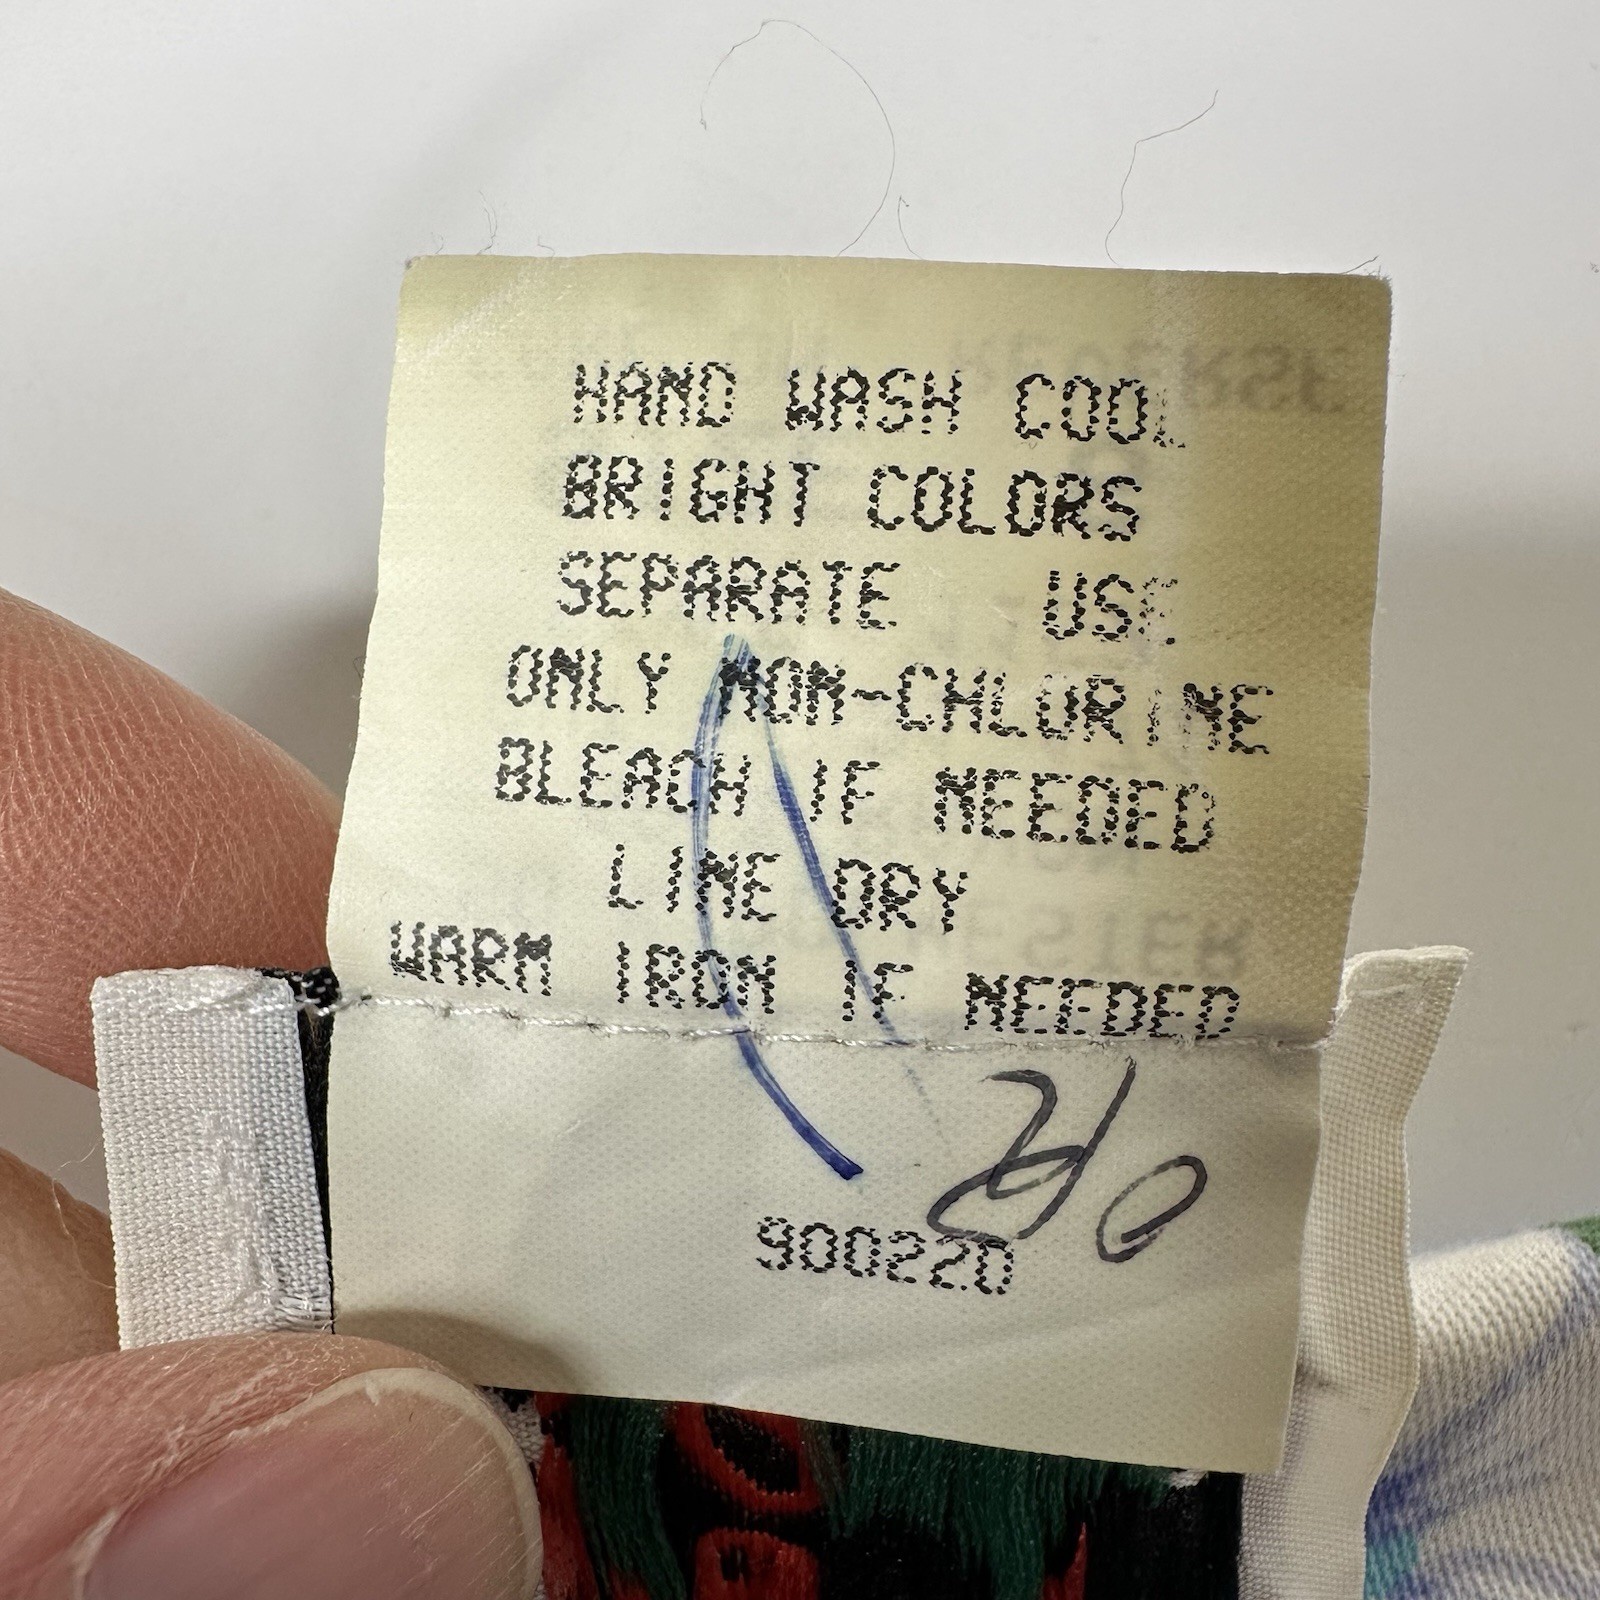 HAND WASH COOL
BRIGHT COLORS
SEPARATE USE
ONLY NON-CHLORINE
BLEACH IF NEEDED
LINE DRY
WARM IRON IF NEEDED
900220